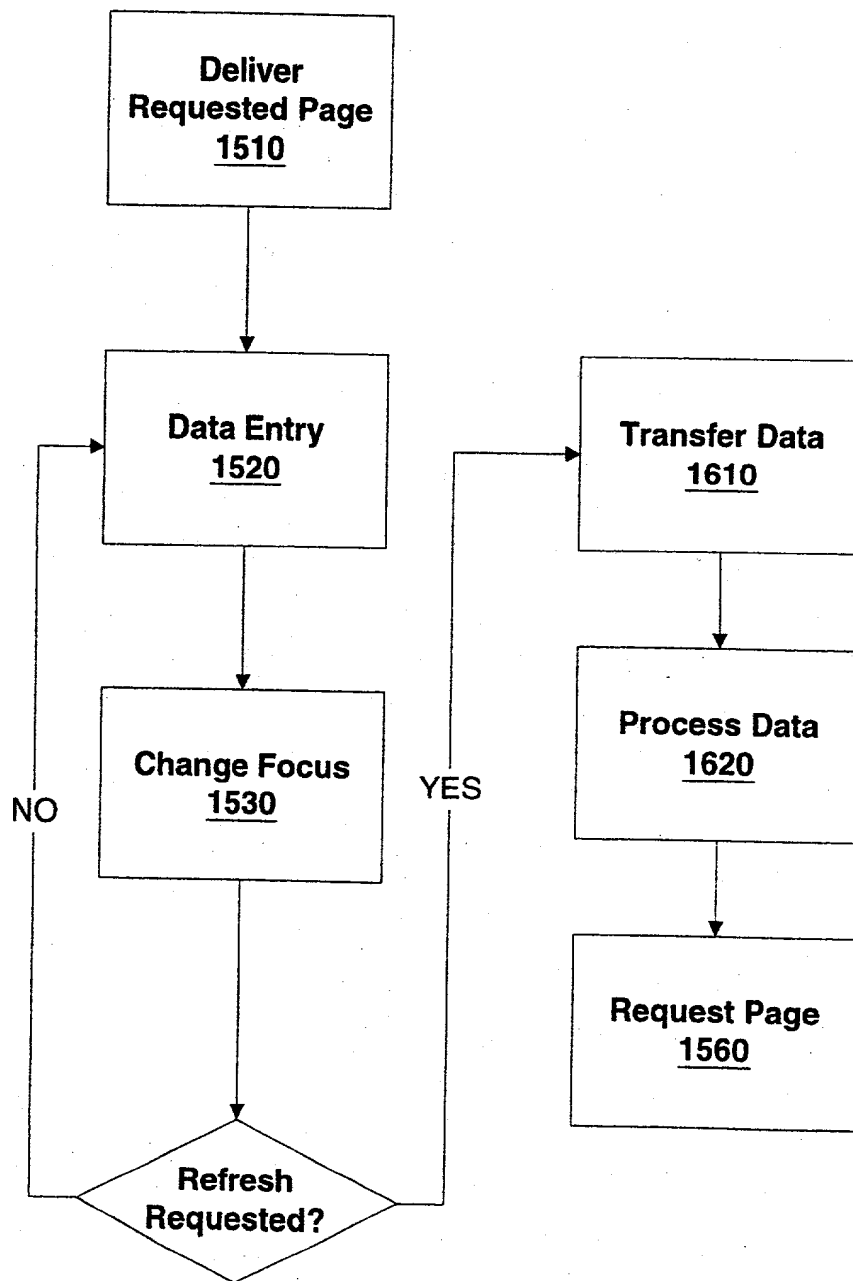 Deliver
Requested Page
1510
Data Entry
1520
Change Focus
1530
NO
Refresh
Requested?
YES
Transfer Data
1610
Process Data
1620
Request Page
1560